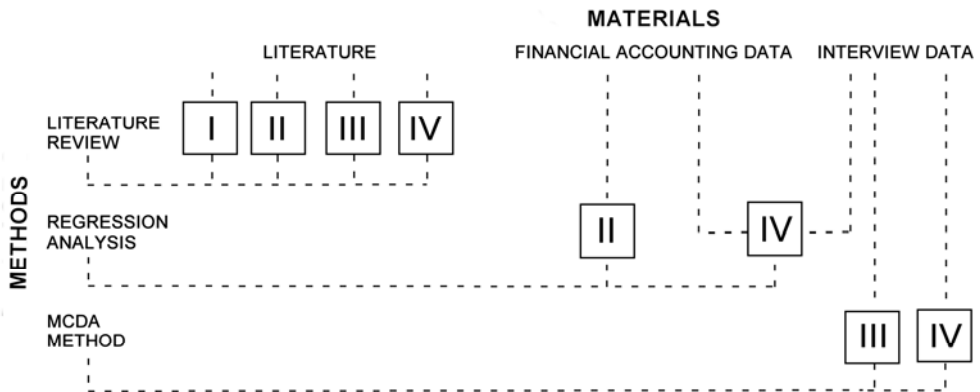 MATERIALS
LITERATURE
FINANCIAL ACCOUNTING DATA
INTERVIEW DATA
METHODS
LITERATURE
REVIEW
I
II
III
IV
REGRESSION
ANALYSIS
II
IV
MCDA
METHOD
III
IV